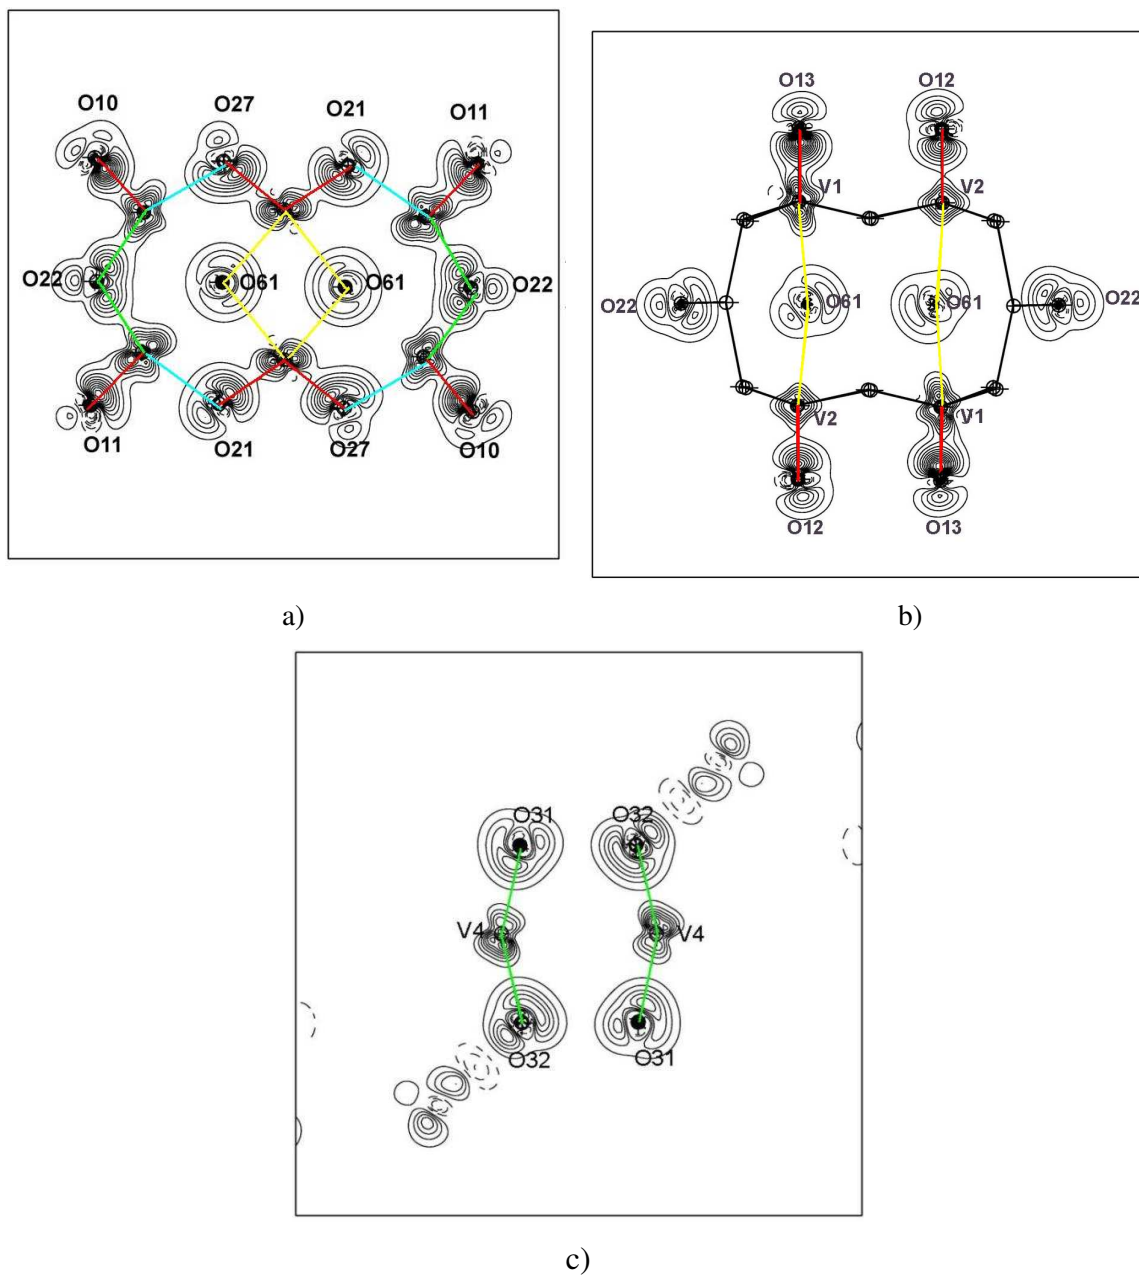 O10 O27 O21 O11
O22 O61 O61 O22
O11 O21 O27 O10
O13 O12
V1 V2
O22 O61 O61 O22
V2 V1
O12 O13
a) b)
O31 O32
V4 V4
O32 O31
c)